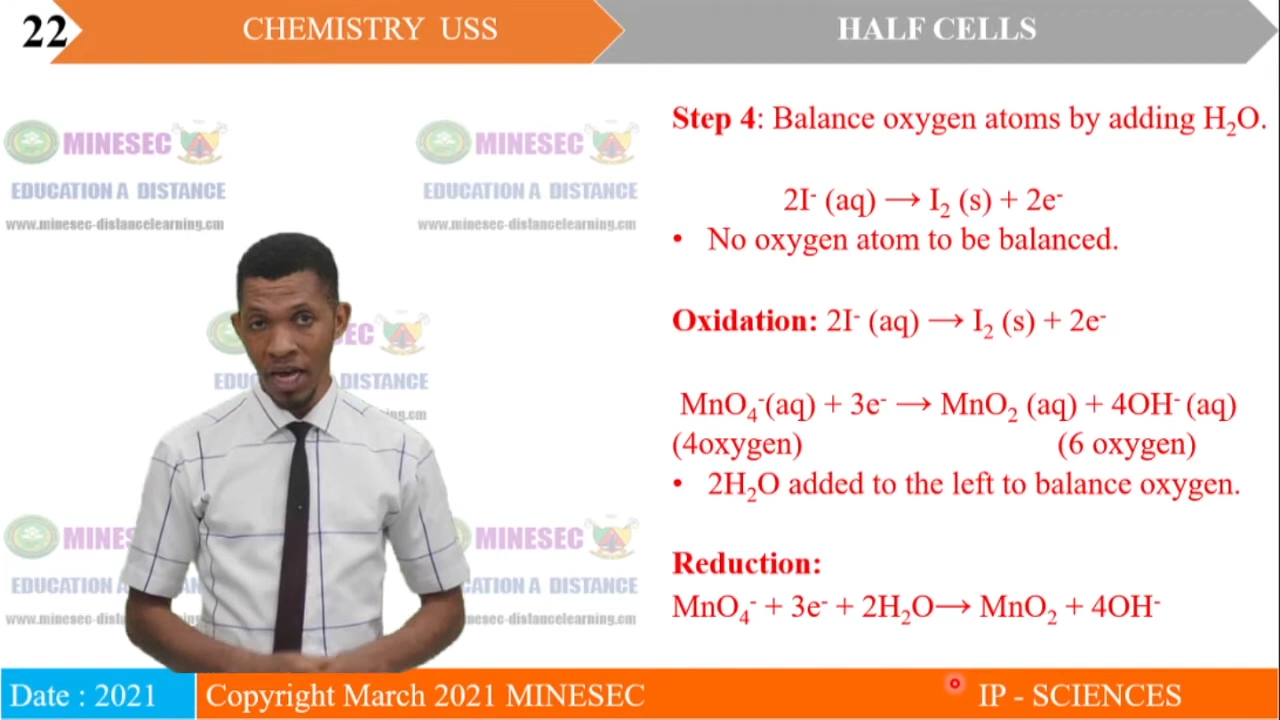 22
CHEMISTRY USS
HALF CELLS
MINESEC
EDUCATION A DISTANCE
www.minesec-distancelearning.cm
MINESEC
EDUCATION A DISTANCE
www.minesec-distancelearning.cm
Step 4: Balance oxygen atoms by adding H₂O.
2I⁻ (aq) → I₂ (s) + 2e⁻
• No oxygen atom to be balanced.
Oxidation: 2I⁻ (aq) → I₂ (s) + 2e⁻
MnO₄⁻(aq) + 3e⁻ → MnO₂ (aq) + 4OH⁻ (aq)
(4oxygen) (6 oxygen)
• 2H₂O added to the left to balance oxygen.
Reduction:
MnO₄⁻ + 3e⁻ + 2H₂O→ MnO₂ + 4OH⁻
DISTANCE
MINESEC
DISTANCE
Date : 2021
Copyright March 2021 MINESEC
IP - SCIENCES